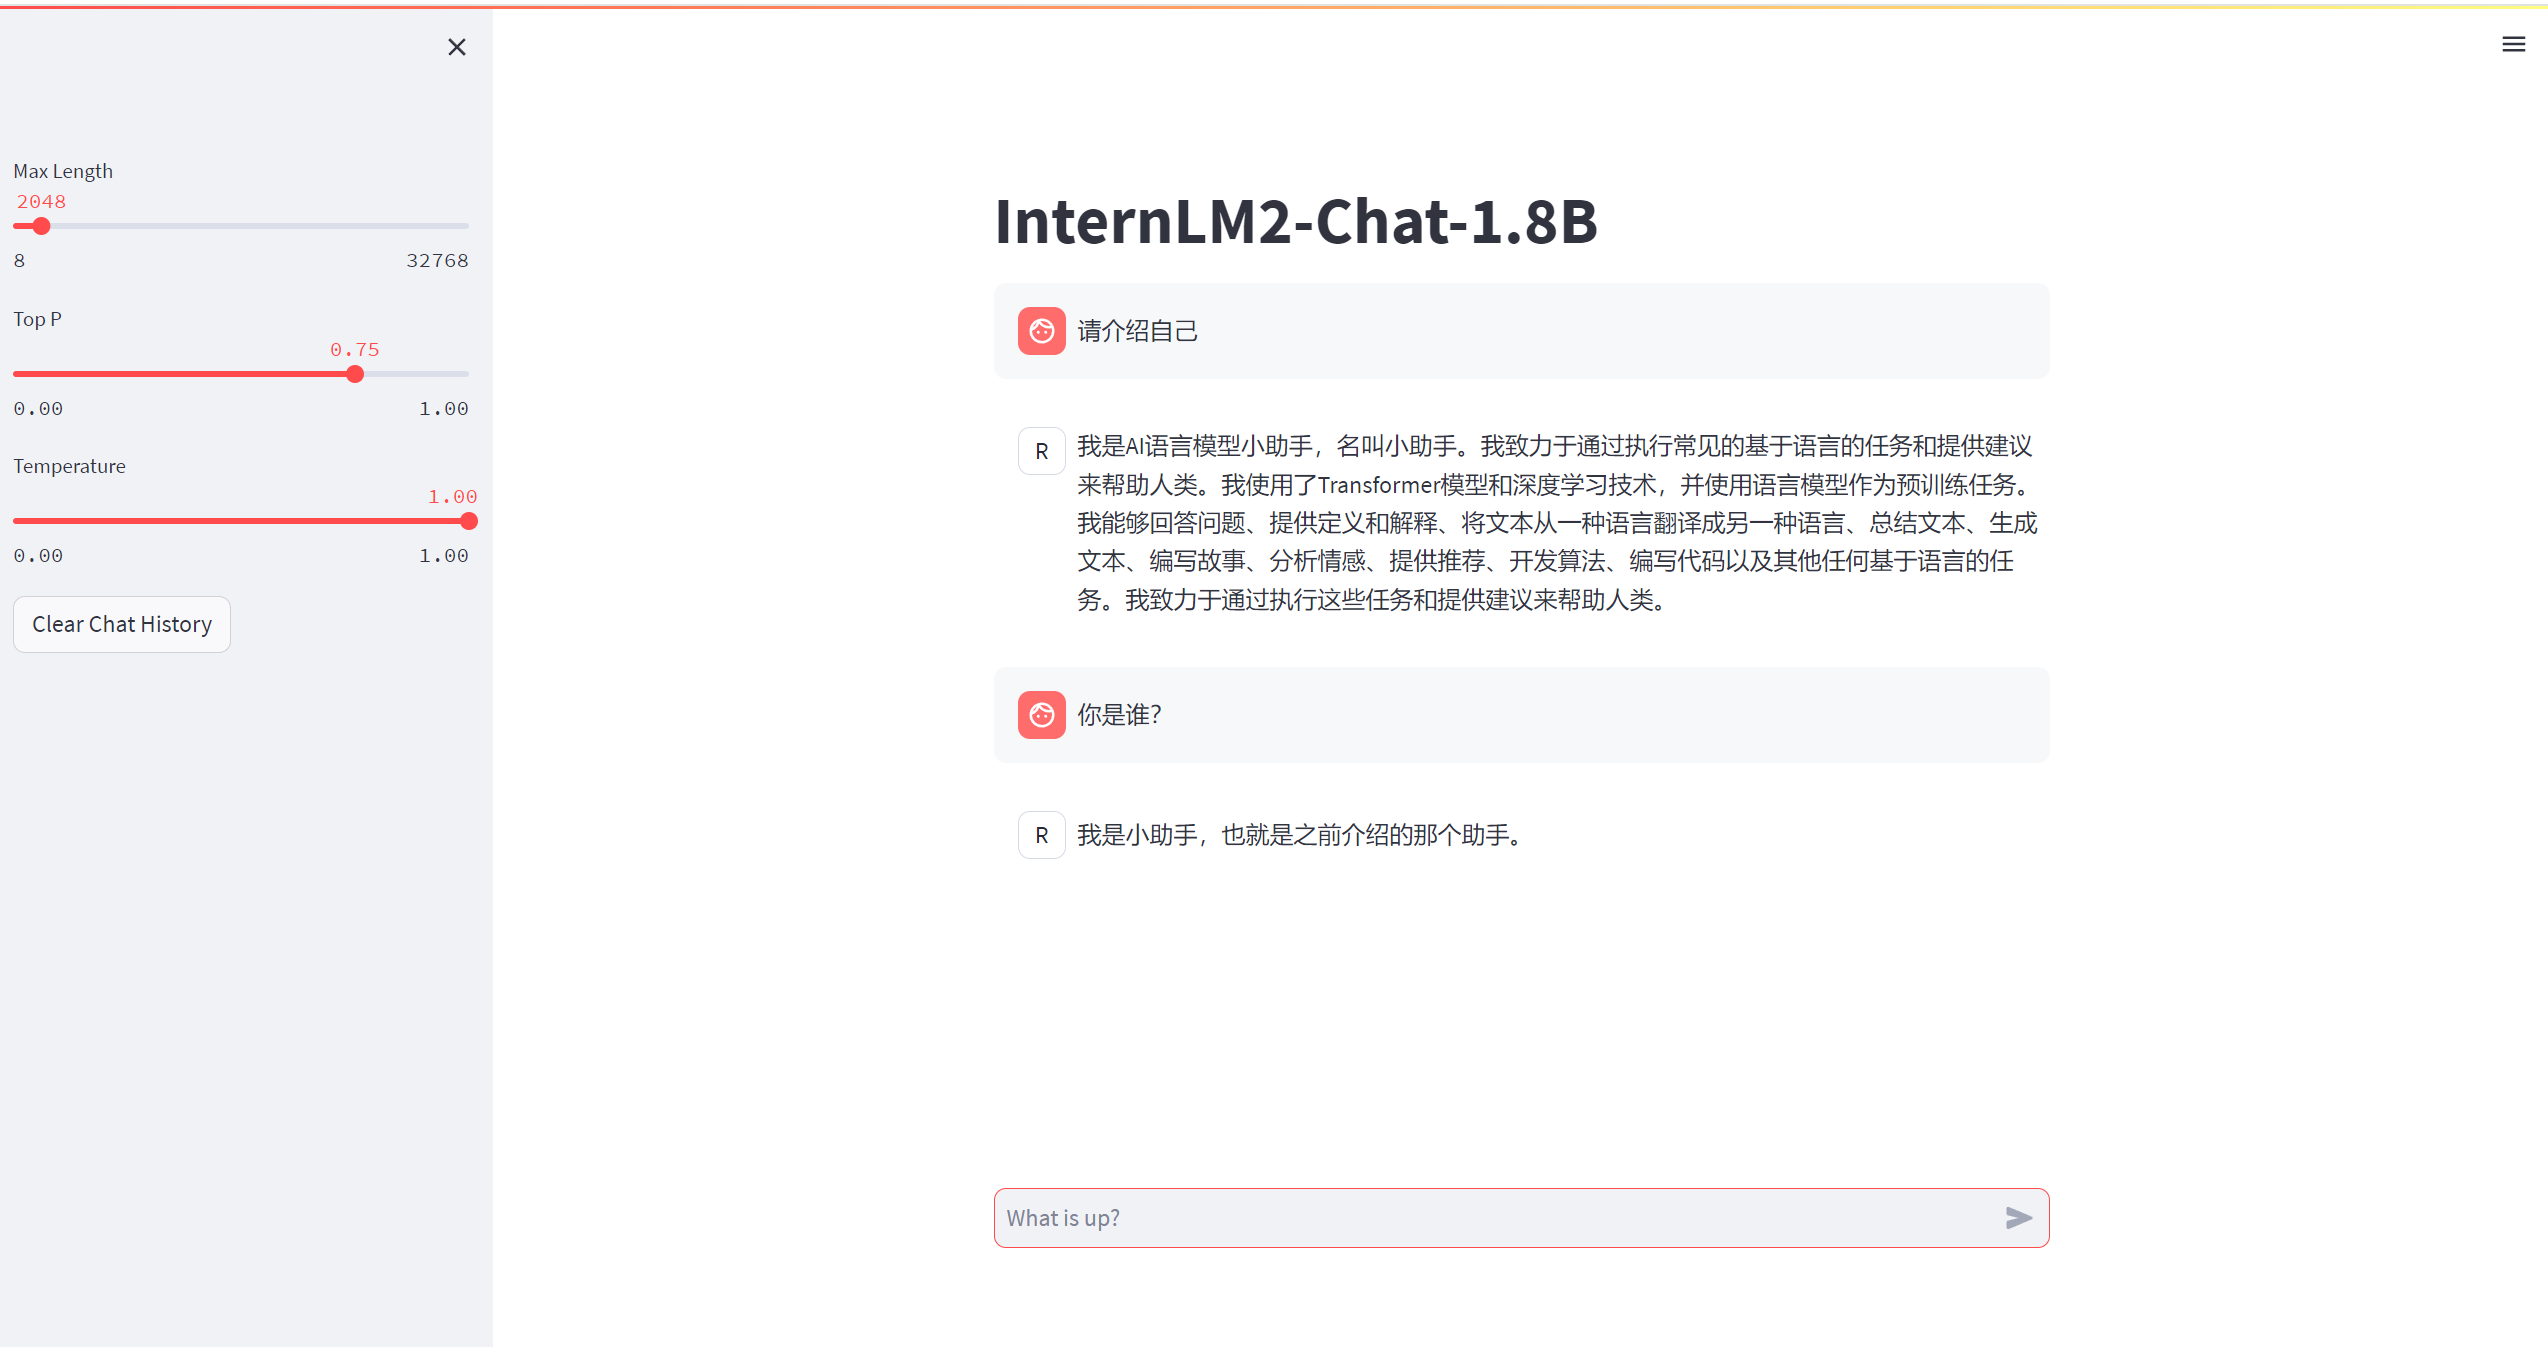 Max Length
2048
8 32768
Top P
0.75
0.00 1.00
Temperature
1.00
0.00 1.00
Clear Chat History
InternLM2-Chat-1.8B
请介绍自己
R
我是AI语言模型小助手，名叫小助手。我致力于通过执行常见的基于语言的任务和提供建议
来帮助人类。我使用了Transformer模型和深度学习技术，并使用语言模型作为预训练任务。
我能够回答问题、提供定义和解释、将文本从一种语言翻译成另一种语言、总结文本、生成
文本、编写故事、分析情感、提供推荐、开发算法、编写代码以及其他任何基于语言的任
务。我致力于通过执行这些任务和提供建议来帮助人类。
你是谁？
R
我是小助手，也就是之前介绍的那个助手。
What is up?